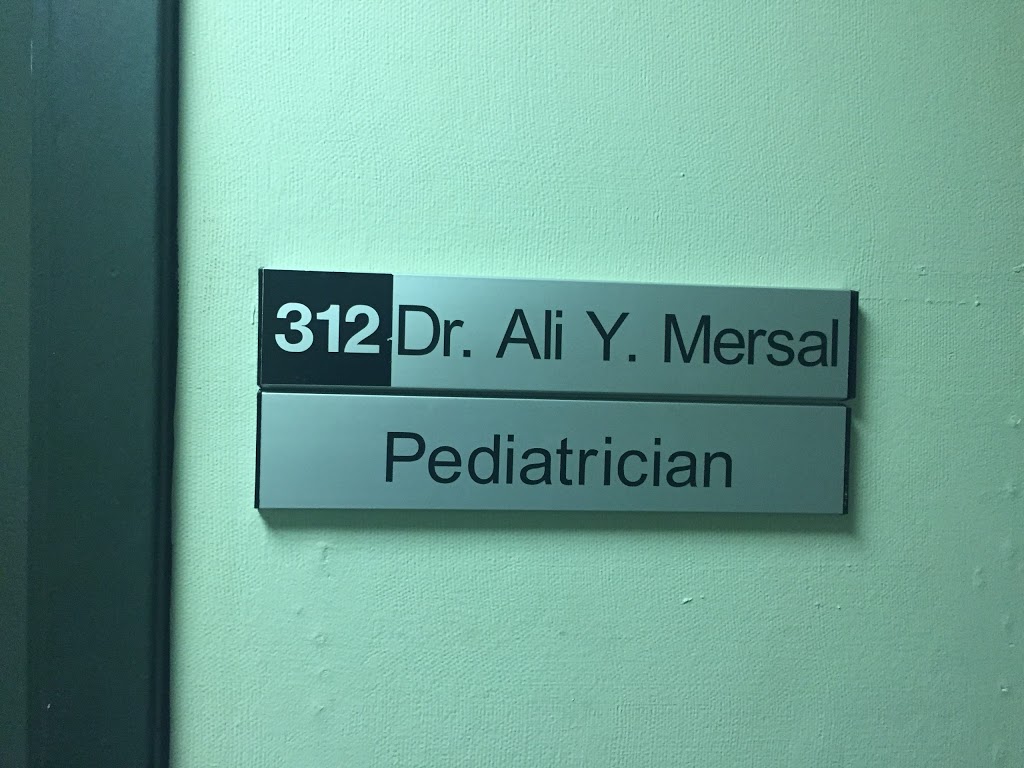 312 Dr. Ali Y. Mersal
Pediatrician